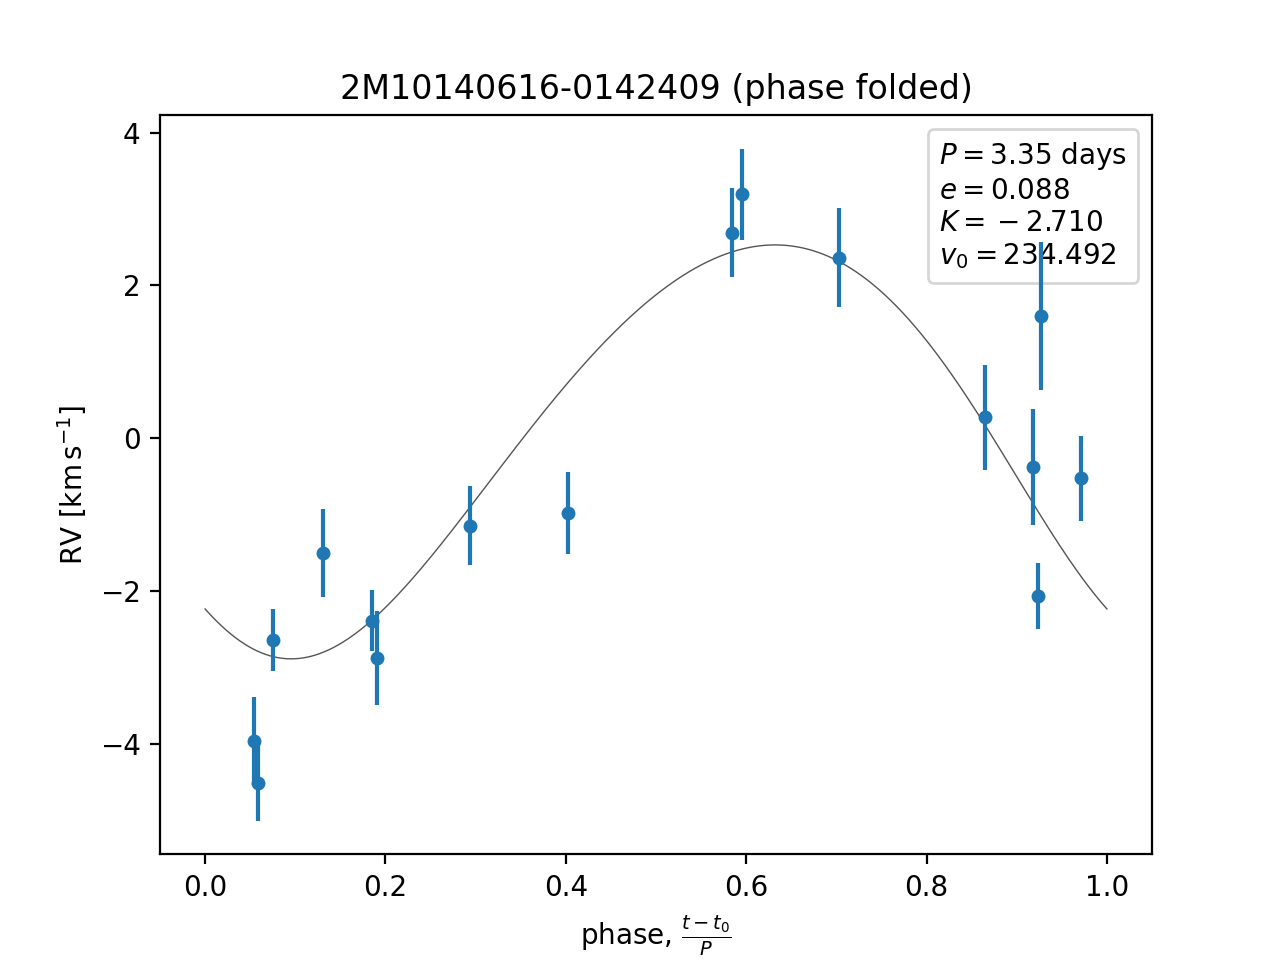 2M10140616-0142409 (phase folded)
P = 3.35 days
e = 0.088
K = −2.710
v₀ = 234.492
4
2
0
−2
−4
RV [km s⁻¹]
0.0 0.2 0.4 0.6 0.8 1.0
phase, (t − t₀)/P